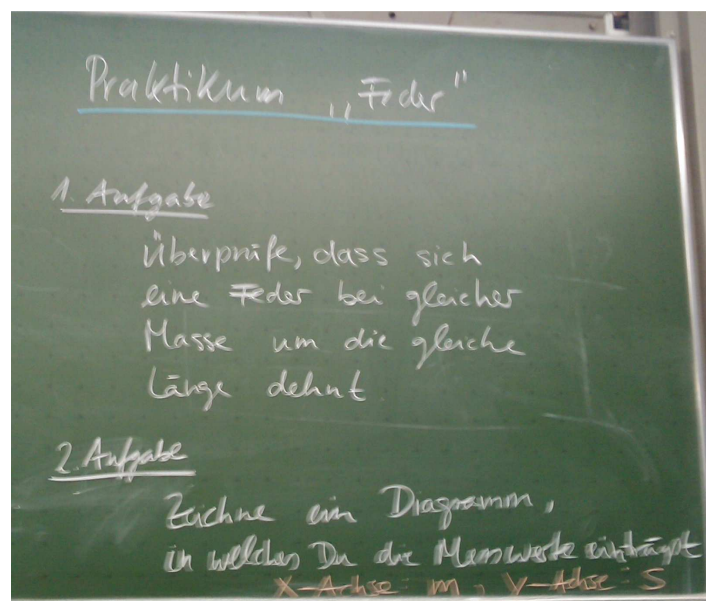 Praktikum „Feder"
1. Aufgabe
Überprüfe, dass sich
eine Feder bei gleicher
Masse um die gleiche
Länge dehnt
2. Aufgabe
Zeichne ein Diagramm,
in welches Du die Messwerte einträgst
X-Achse: m, Y-Achse: S